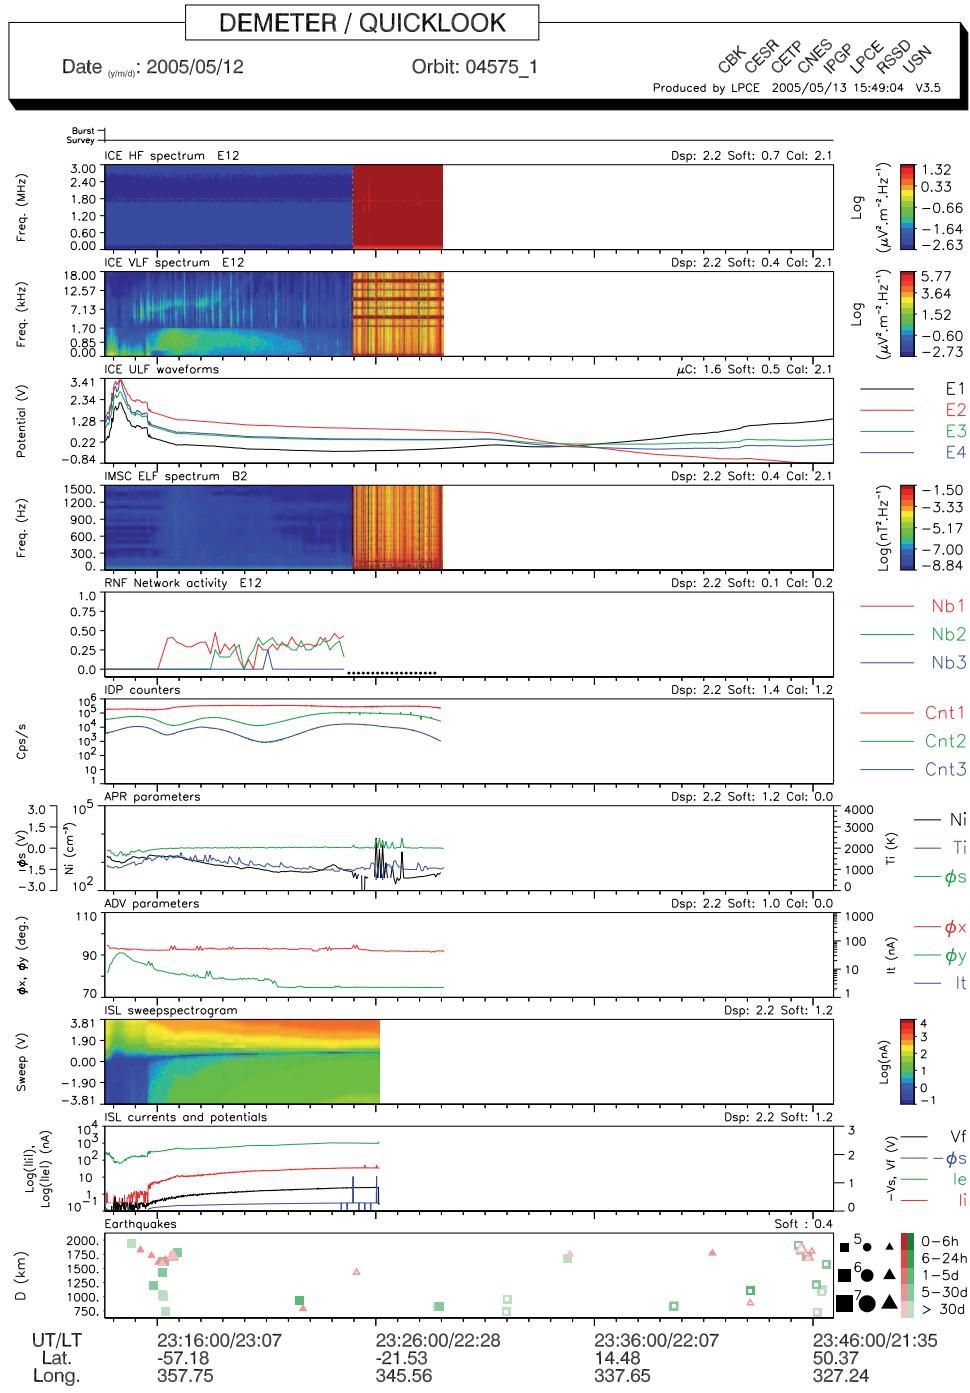 DEMETER / QUICKLOOK
Date (y/m/d): 2005/05/12
Orbit: 04575_1
CBK CESR CETP CNES IPGP LPCE RSSD USN
Produced by LPCE 2005/05/13 15:49:04 V3.5
Burst
Survey
ICE HF spectrum E12
Dsp: 2.2 Soft: 0.7 Cal: 2.1
Freq. (MHz)
3.00
2.40
1.80
1.20
0.60
0.00
Log
(μV².m⁻².Hz⁻¹)
1.32
0.33
−0.66
−1.64
−2.63
ICE VLF spectrum E12
Dsp: 2.2 Soft: 0.4 Cal: 2.1
Freq. (kHz)
18.00
12.57
7.13
1.70
0.85
0.00
Log
(μV².m⁻².Hz⁻¹)
5.77
3.64
1.52
−0.60
−2.73
ICE ULF waveforms
μC: 1.6 Soft: 0.5 Cal: 2.1
Potential (V)
3.41
2.34
1.28
0.22
−0.84
E1
E2
E3
E4
IMSC ELF spectrum B2
Dsp: 2.2 Soft: 0.4 Cal: 2.1
Freq. (Hz)
1500.
1200.
900.
600.
300.
0.
Log(nT².Hz⁻¹)
−1.50
−3.33
−5.17
−7.00
−8.84
RNF Network activity E12
Dsp: 2.2 Soft: 0.1 Cal: 0.2
1.0
0.75
0.50
0.25
0.0
Nb1
Nb2
Nb3
IDP counters
Dsp: 2.2 Soft: 1.4 Cal: 1.2
Cps/s
10⁶
10⁵
10⁴
10³
10²
10
1
Cnt1
Cnt2
Cnt3
APR parameters
Dsp: 2.2 Soft: 1.2 Cal: 0.0
ϕs (V)
3.0
1.5
0.0
−1.5
−3.0
Ni (cm⁻³)
10⁵
10²
4000
3000
2000
1000
0
Ti (K)
Ni
Ti
ϕs
ADV parameters
Dsp: 2.2 Soft: 1.0 Cal: 0.0
ϕx, ϕy (deg.)
110
90
70
1000
100
10
1
It (nA)
ϕx
ϕy
It
ISL sweepspectrogram
Dsp: 2.2 Soft: 1.2
Sweep (V)
3.81
1.90
0.00
−1.90
−3.81
Log(nA)
4
3
2
1
0
−1
ISL currents and potentials
Dsp: 2.2 Soft: 1.2
Log(|Ii|),
Log(|Ie|) (nA)
10⁴
10³
10²
10
1
10⁻¹
3
2
1
0
−Vs, Vf (V)
Vf
−ϕs
Ie
Ii
Earthquakes
Soft : 0.4
D (km)
2000.
1750.
1500.
1250.
1000.
750.
5
6
7
0−6h
6−24h
1−5d
5−30d
> 30d
UT/LT 23:16:00/23:07 23:26:00/22:28 23:36:00/22:07 23:46:00/21:35
Lat. -57.18 -21.53 14.48 50.37
Long. 357.75 345.56 337.65 327.24